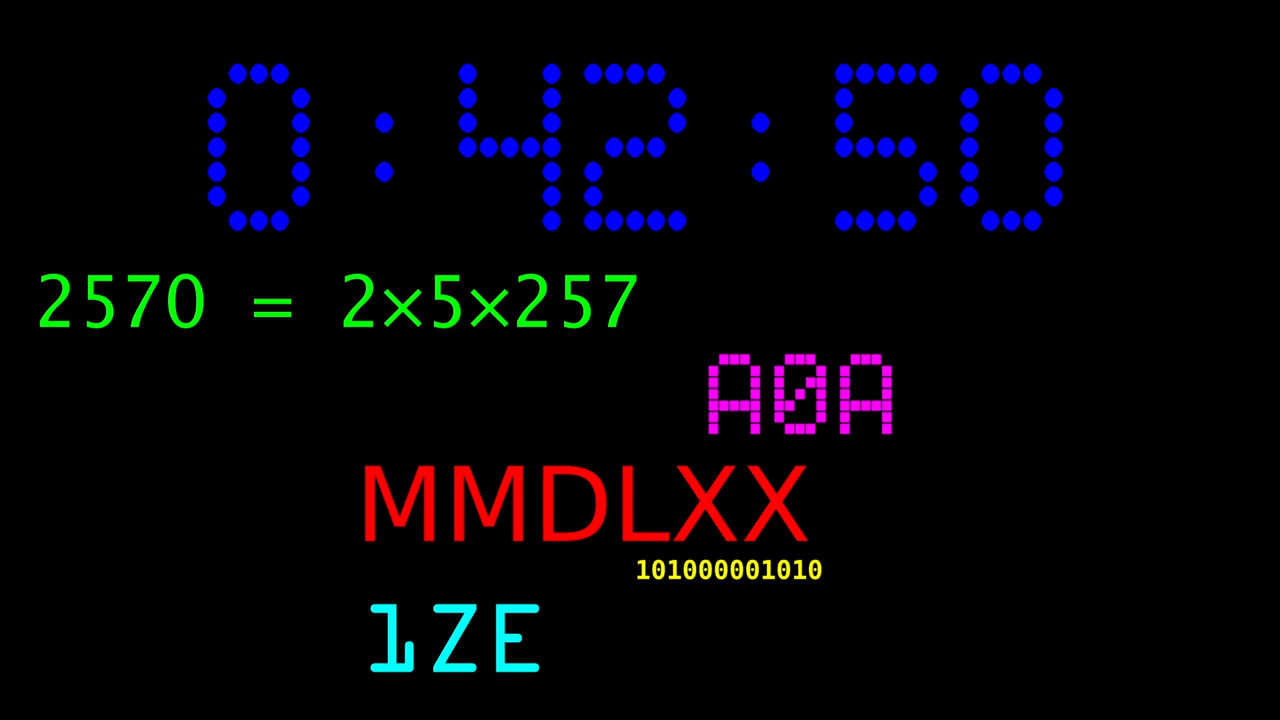 0:42:50
2570 = 2×5×257
A0A
MMDLXX
101000001010
1ZE